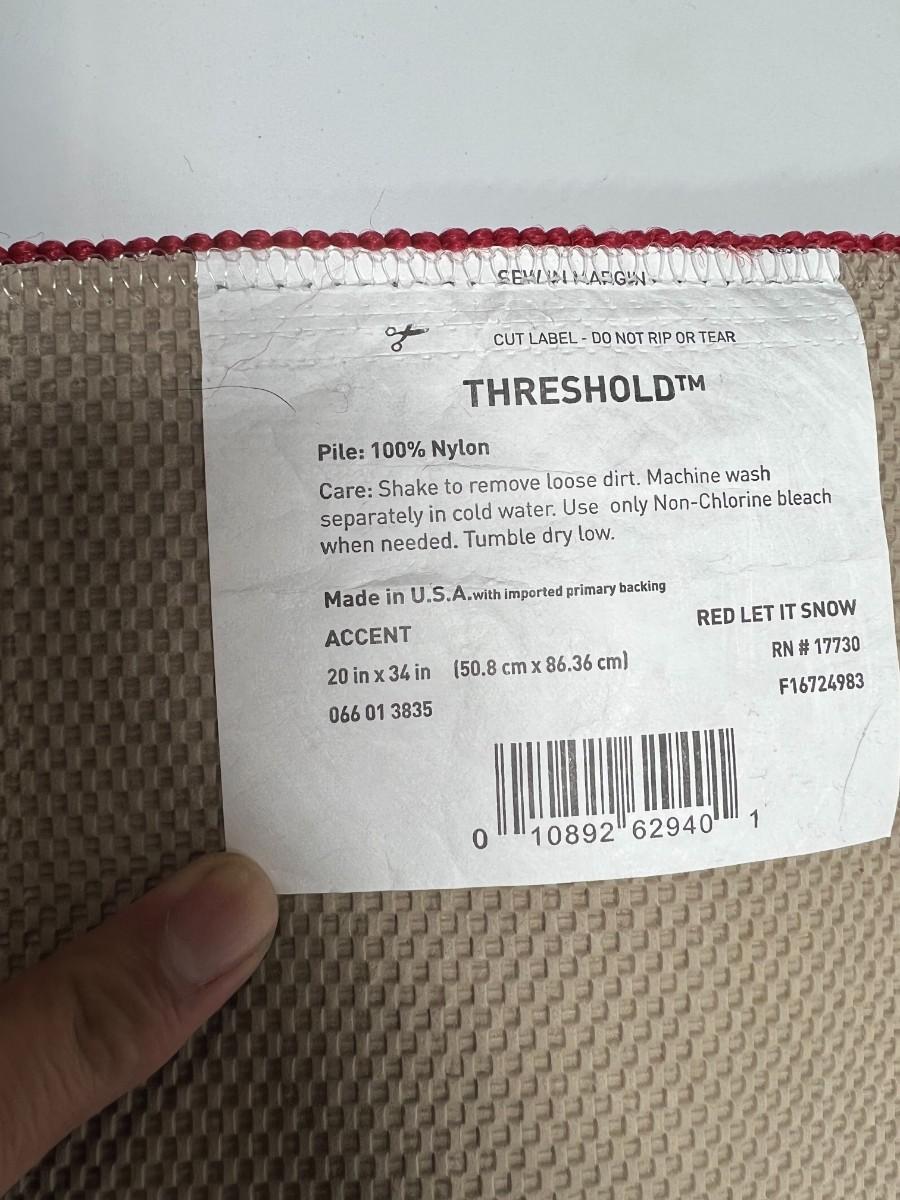 SEW IN MARGIN
CUT LABEL - DO NOT RIP OR TEAR
THRESHOLD™
Pile: 100% Nylon
Care: Shake to remove loose dirt. Machine wash
separately in cold water. Use only Non-Chlorine bleach
when needed. Tumble dry low.
Made in U.S.A. with imported primary backing
ACCENT
RED LET IT SNOW
20 in x 34 in (50.8 cm x 86.36 cm)
RN # 17730
066 01 3835
F16724983
0 10892 62940 1